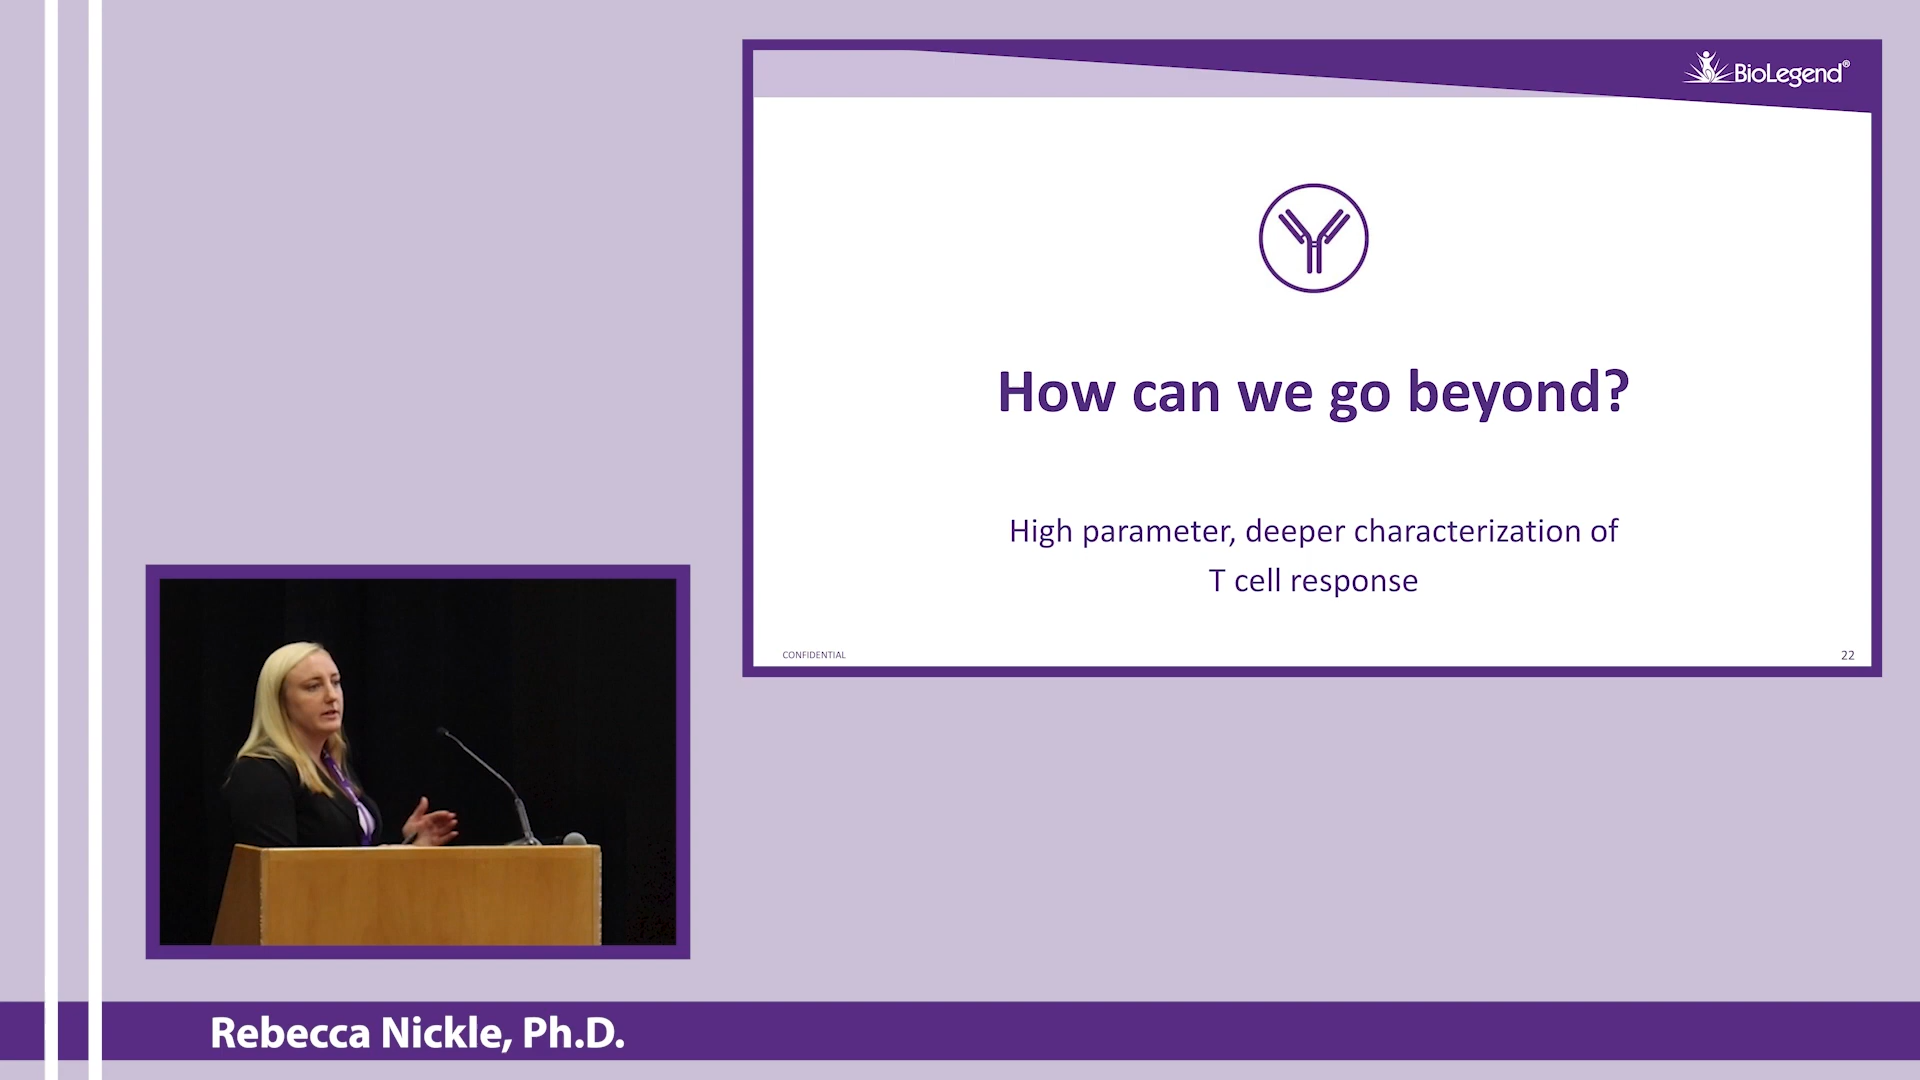 BioLegend®
How can we go beyond?
High parameter, deeper characterization of
T cell response
CONFIDENTIAL
22
Rebecca Nickle, Ph.D.